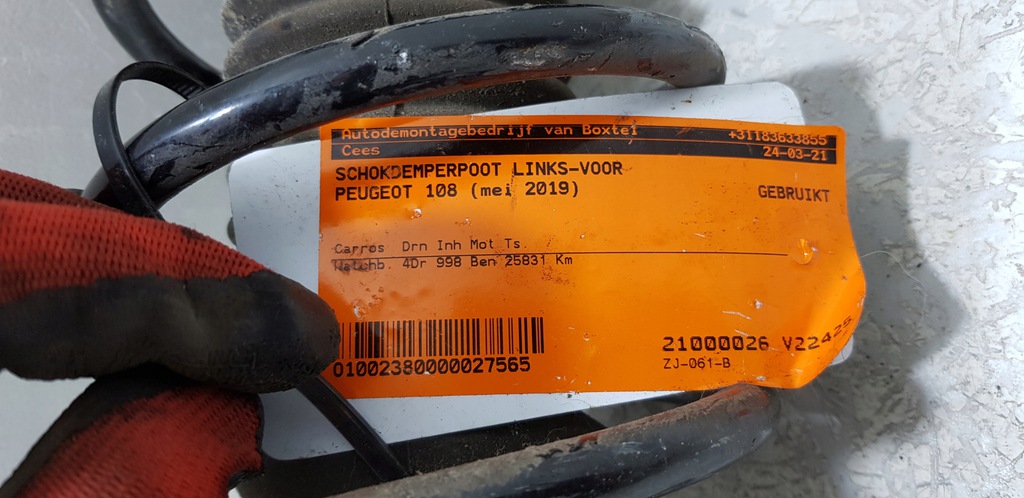 Autodemontagebedrijf van Boxtel +31183633855
Cees 24-03-21
SCHOKDEMPERPOOT LINKS-VOOR
PEUGEOT 108 (mei 2019) GEBRUIKT
Carros Drn Inh Mot Ts.
Hatchb. 4Dr 998 Ben 25831 Km
21000026 V22425
01002380000027565 ZJ-061-B